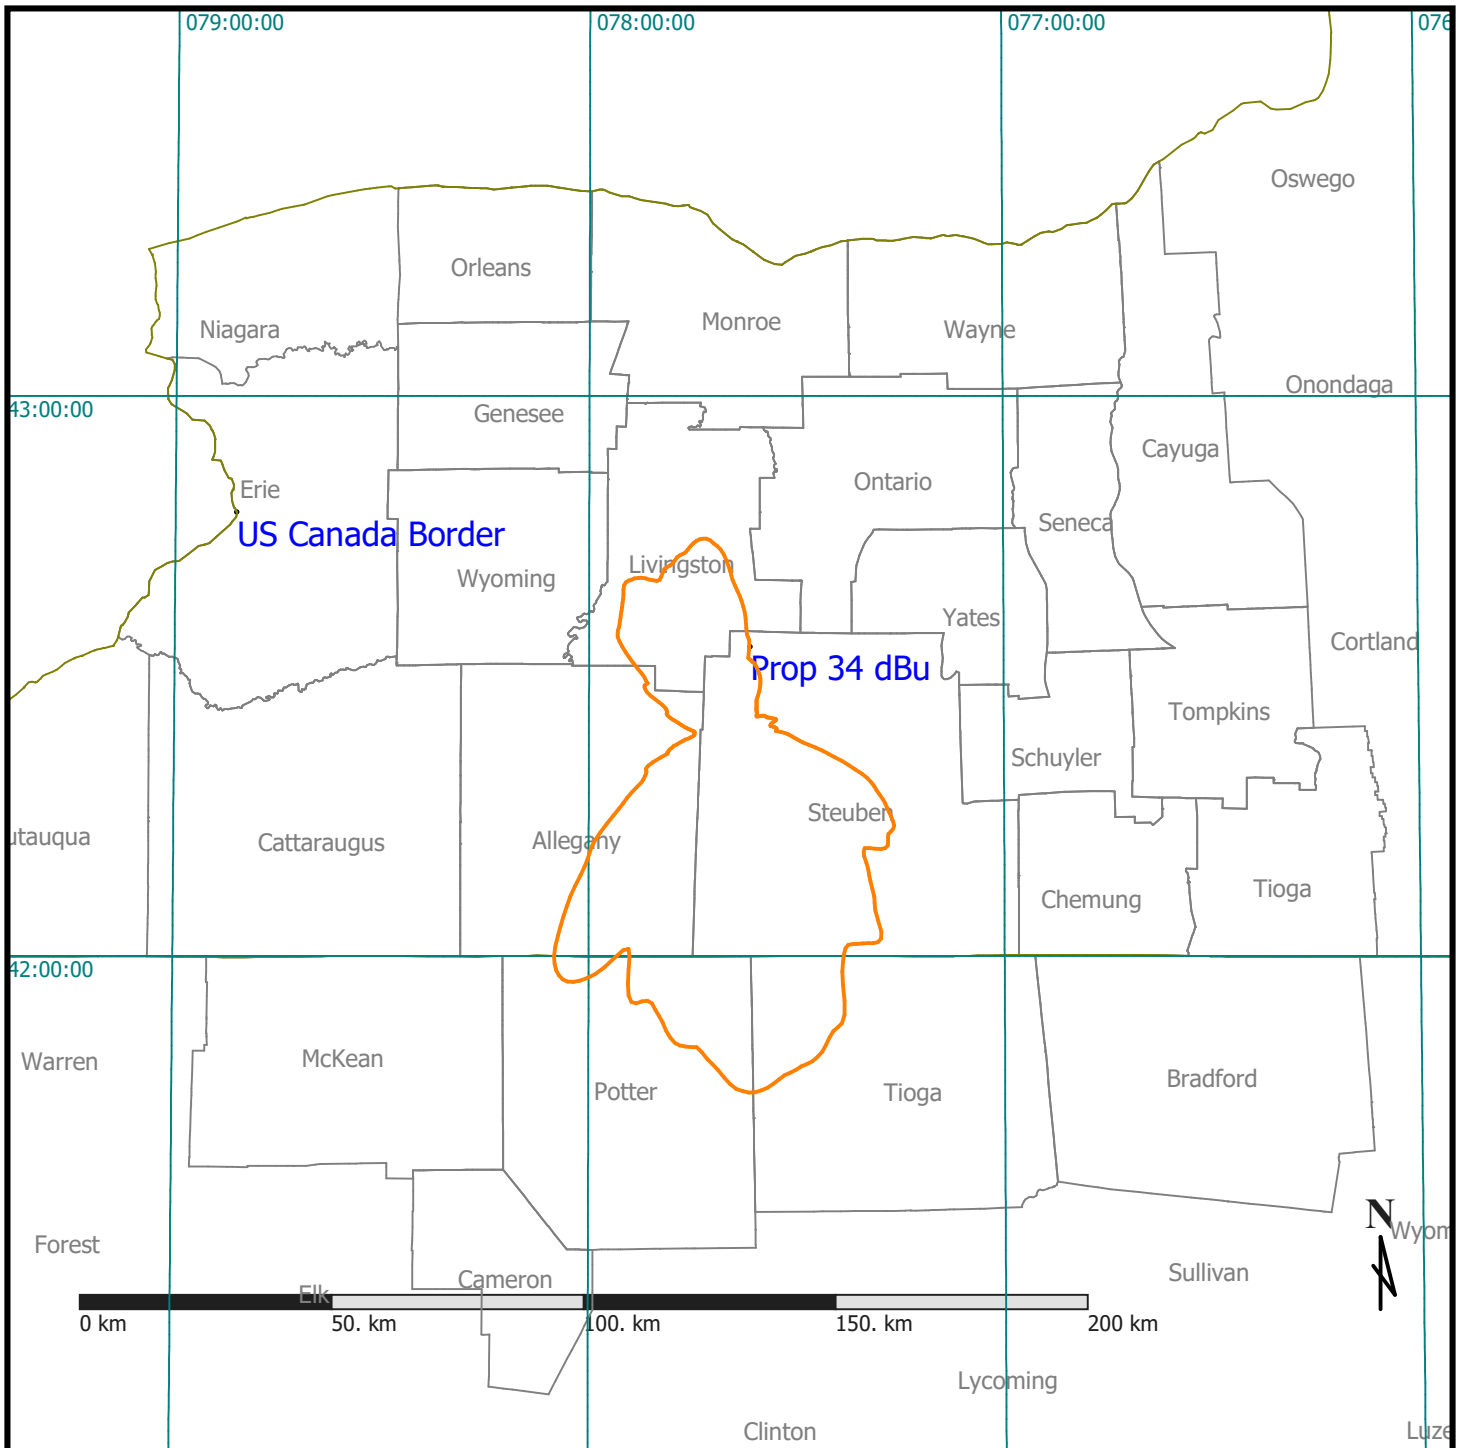 079:00:00
078:00:00
077:00:00
076
Oswego
Orleans
Niagara
Monroe
Wayne
Onondaga
43:00:00
Genesee
Cayuga
Erie
Ontario
Seneca
US Canada Border
Livingston
Wyoming
Yates
Cortland
Prop 34 dBu
Tompkins
Schuyler
Steuben
utauqua
Cattaraugus
Allegany
Tioga
Chemung
42:00:00
Warren
McKean
Bradford
Potter
Tioga
N
Wyom
Forest
Sullivan
Cameron
Elk
0 km
50. km
100. km
150. km
200 km
Lycoming
Clinton
Luze